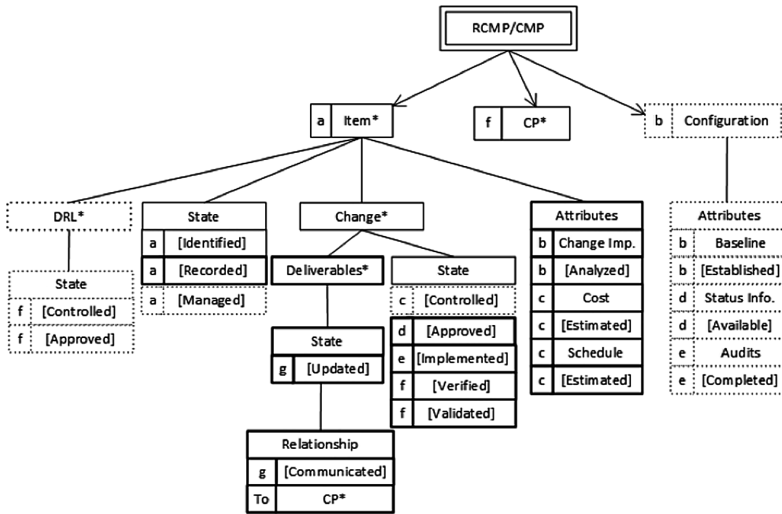 RCMP/CMP
a Item*
f CP*
b Configuration
DRL*
State
f [Controlled]
f [Approved]
State
a [Identified]
a [Recorded]
a [Managed]
Change*
Deliverables*
State
g [Updated]
Relationship
g [Communicated]
To CP*
State
c [Controlled]
d [Approved]
e [Implemented]
f [Verified]
f [Validated]
Attributes
b Change Imp.
b [Analyzed]
c Cost
c [Estimated]
c Schedule
c [Estimated]
Attributes
b Baseline
b [Established]
d Status Info.
d [Available]
e Audits
e [Completed]